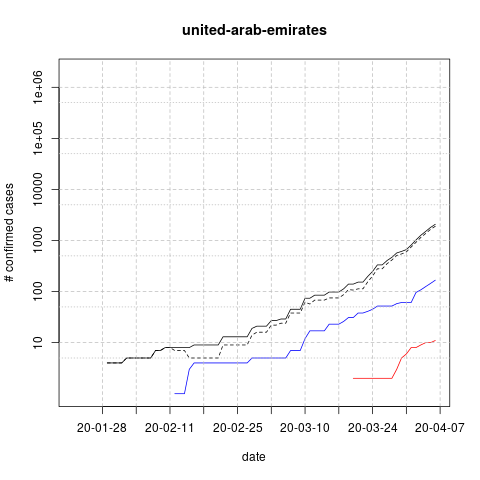 united-arab-emirates
# confirmed cases
1e+06
1e+05
10000
1000
100
10
20-01-28
20-02-11
20-02-25
20-03-10
20-03-24
20-04-07
date